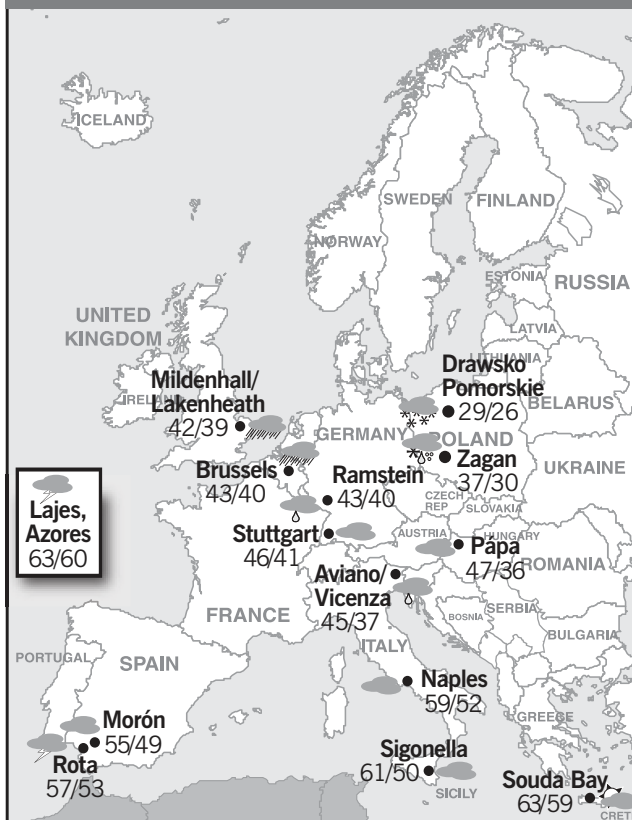 ICELAND
SWEDEN
FINLAND
NORWAY
ESTONIA
RUSSIA
UNITED
KINGDOM
LATVIA
LITHUANIA
Drawsko
Pomorskie
29/26
BELARUS
Mildenhall/
Lakenheath
42/39
IRELAND
GERMANY
POLAND
Zagan
37/30
UKRAINE
Brussels
43/40
Ramstein
43/40
CZECH
REP
SLOVAKIA
Lajes,
Azores
63/60
Stuttgart
46/41
AUSTRIA
HUNGARY
Pápa
47/36
ROMANIA
Aviano/
Vicenza
45/37
FRANCE
BOSNIA
SERBIA
BULGARIA
ITALY
PORTUGAL
SPAIN
Naples
59/52
GREECE
Morón
55/49
Rota
57/53
Sigonella
61/50
SICILY
Souda Bay
63/59
CRETE